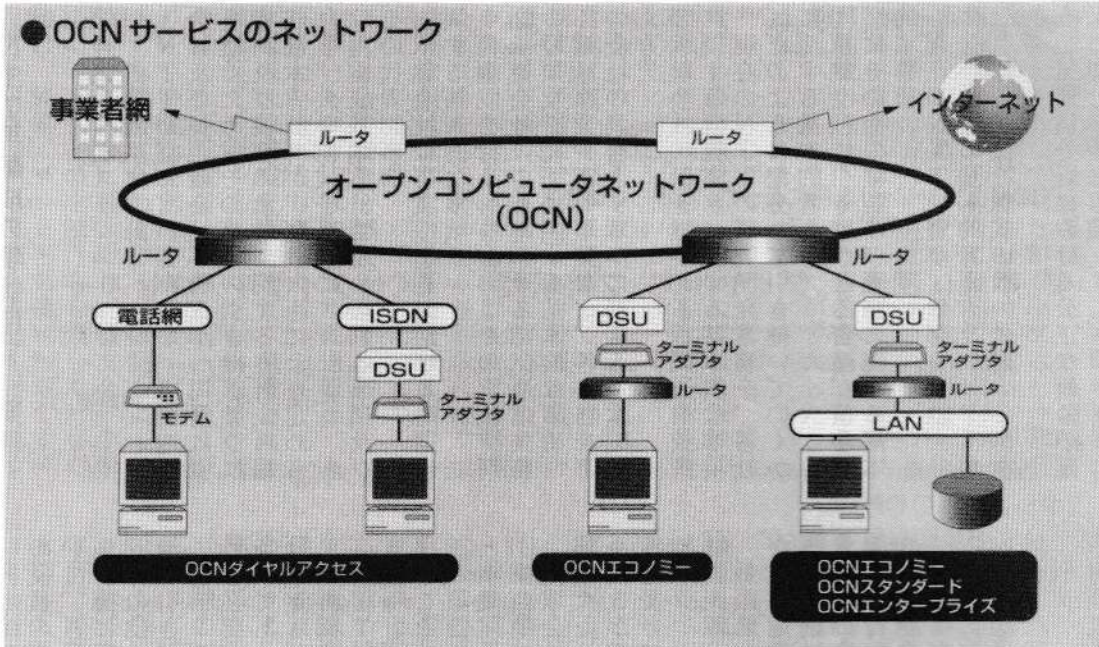 ●OCNサービスのネットワーク
事業者網
インターネット
ルータ
ルータ
オープンコンピュータネットワーク
(OCN)
ルータ
ルータ
電話網
ISDN
DSU
DSU
DSU
ターミナル
アダプタ
ターミナル
アダプタ
ルータ
ルータ
モデム
ターミナル
アダプタ
LAN
OCNダイヤルアクセス
OCNエコノミー
OCNエコノミー
OCNスタンダード
OCNエンタープライズ